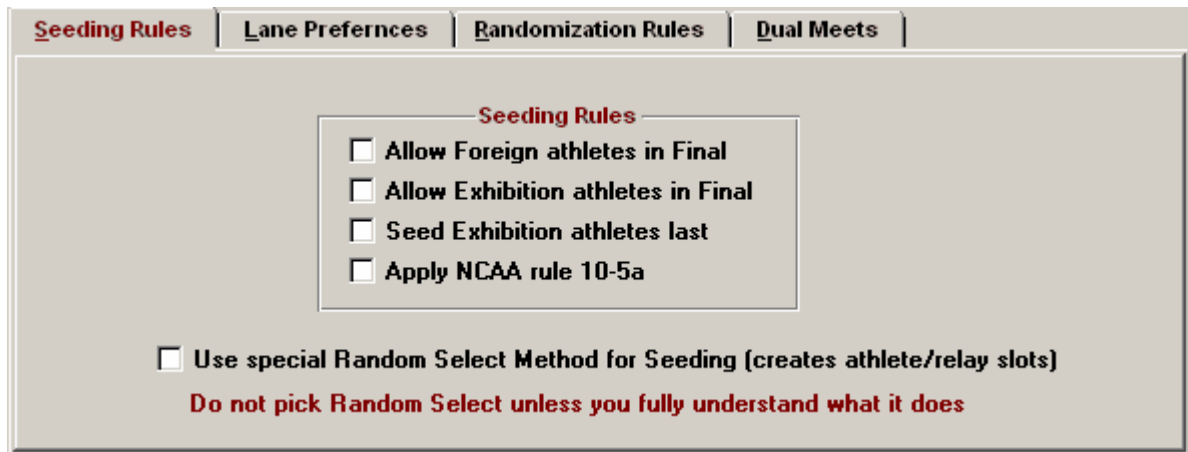 Seeding Rules Lane Prefernces Randomization Rules Dual Meets
Seeding Rules
Allow Foreign athletes in Final
Allow Exhibition athletes in Final
Seed Exhibition athletes last
Apply NCAA rule 10-5a
Use special Random Select Method for Seeding (creates athlete/relay slots)
Do not pick Random Select unless you fully understand what it does